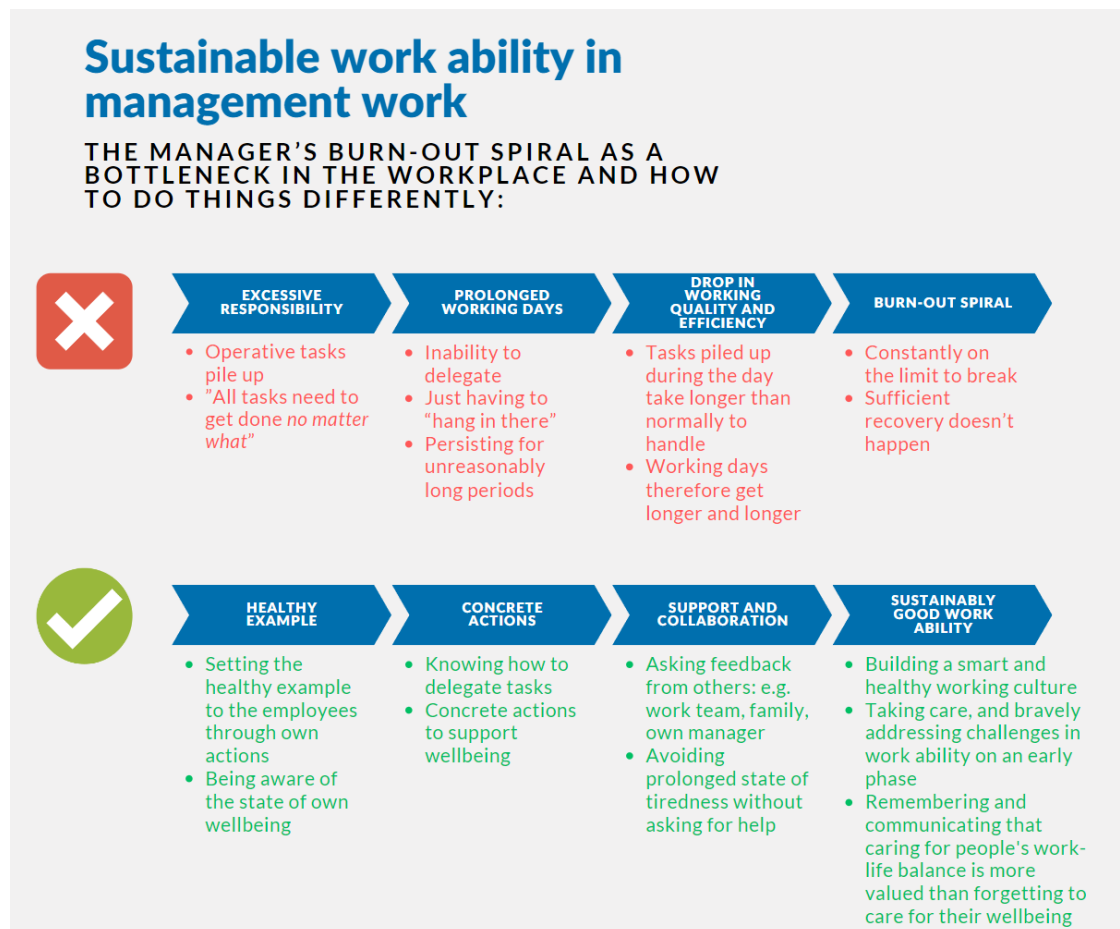 Sustainable work ability in
management work
THE MANAGER'S BURN-OUT SPIRAL AS A
BOTTLENECK IN THE WORKPLACE AND HOW
TO DO THINGS DIFFERENTLY:
EXCESSIVE
RESPONSIBILITY
• Operative tasks
pile up
• ”All tasks need to
get done no matter
what”
PROLONGED
WORKING DAYS
• Inability to
delegate
• Just having to
“hang in there”
• Persisting for
unreasonably
long periods
DROP IN
WORKING
QUALITY AND
EFFICIENCY
• Tasks piled up
during the day
take longer than
normally to
handle
• Working days
therefore get
longer and longer
BURN-OUT SPIRAL
• Constantly on
the limit to break
• Sufficient
recovery doesn't
happen
HEALTHY
EXAMPLE
• Setting the
healthy example
to the employees
through own
actions
• Being aware of
the state of own
wellbeing
CONCRETE
ACTIONS
• Knowing how to
delegate tasks
• Concrete actions
to support
wellbeing
SUPPORT AND
COLLABORATION
• Asking feedback
from others: e.g.
work team, family,
own manager
• Avoiding
prolonged state of
tiredness without
asking for help
SUSTAINABLY
GOOD WORK
ABILITY
• Building a smart and
healthy working culture
• Taking care, and bravely
addressing challenges in
work ability on an early
phase
• Remembering and
communicating that
caring for people's work-
life balance is more
valued than forgetting to
care for their wellbeing